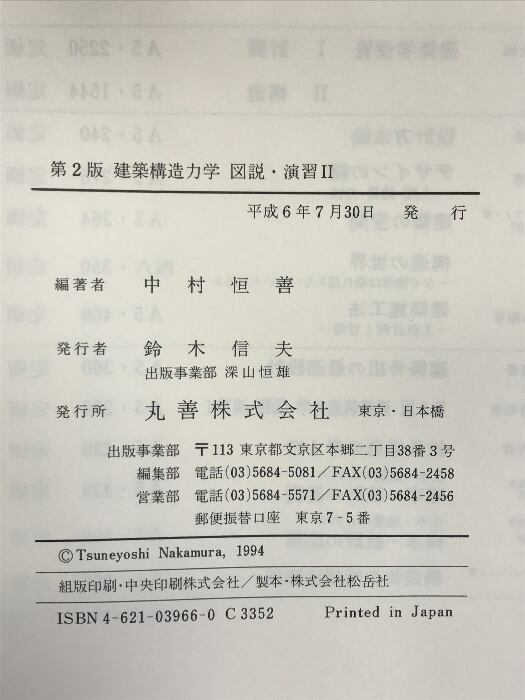 第2版 建築構造力学 図説・演習II
平成6年7月30日 発 行
編著者 中 村 恒 善
発行者 鈴 木 信 夫
出版事業部 深山恒雄
発行所 丸善株式会社 東京・日本橋
出版事業部 〒113 東京都文京区本郷二丁目38番3号
編集部 電話(03)5684-5081/FAX(03)5684-2458
営業部 電話(03)5684-5571/FAX(03)5684-2456
郵便振替口座 東京7-5番
©Tsuneyoshi Nakamura, 1994
組版印刷・中央印刷株式会社/製本・株式会社松岳社
ISBN 4-621-03966-0 C 3352 Printed in Japan